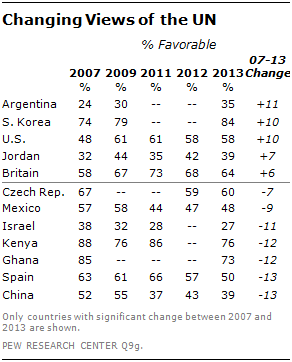 Changing Views of the UN
% Favorable
2007 2009 2011 2012 2013 07-13 Change
% % % % %
Argentina 24 30 -- -- 35 +11
S. Korea 74 79 -- -- 84 +10
U.S. 48 61 61 58 58 +10
Jordan 32 44 35 42 39 +7
Britain 58 67 73 68 64 +6
Czech Rep. 67 -- -- 59 60 -7
Mexico 57 58 44 47 48 -9
Israel 38 32 28 -- 27 -11
Kenya 88 76 86 -- 76 -12
Ghana 85 -- -- -- 73 -12
Spain 63 61 66 57 50 -13
China 52 55 37 43 39 -13
Only countries with significant change between 2007 and
2013 are shown.
PEW RESEARCH CENTER Q9g.